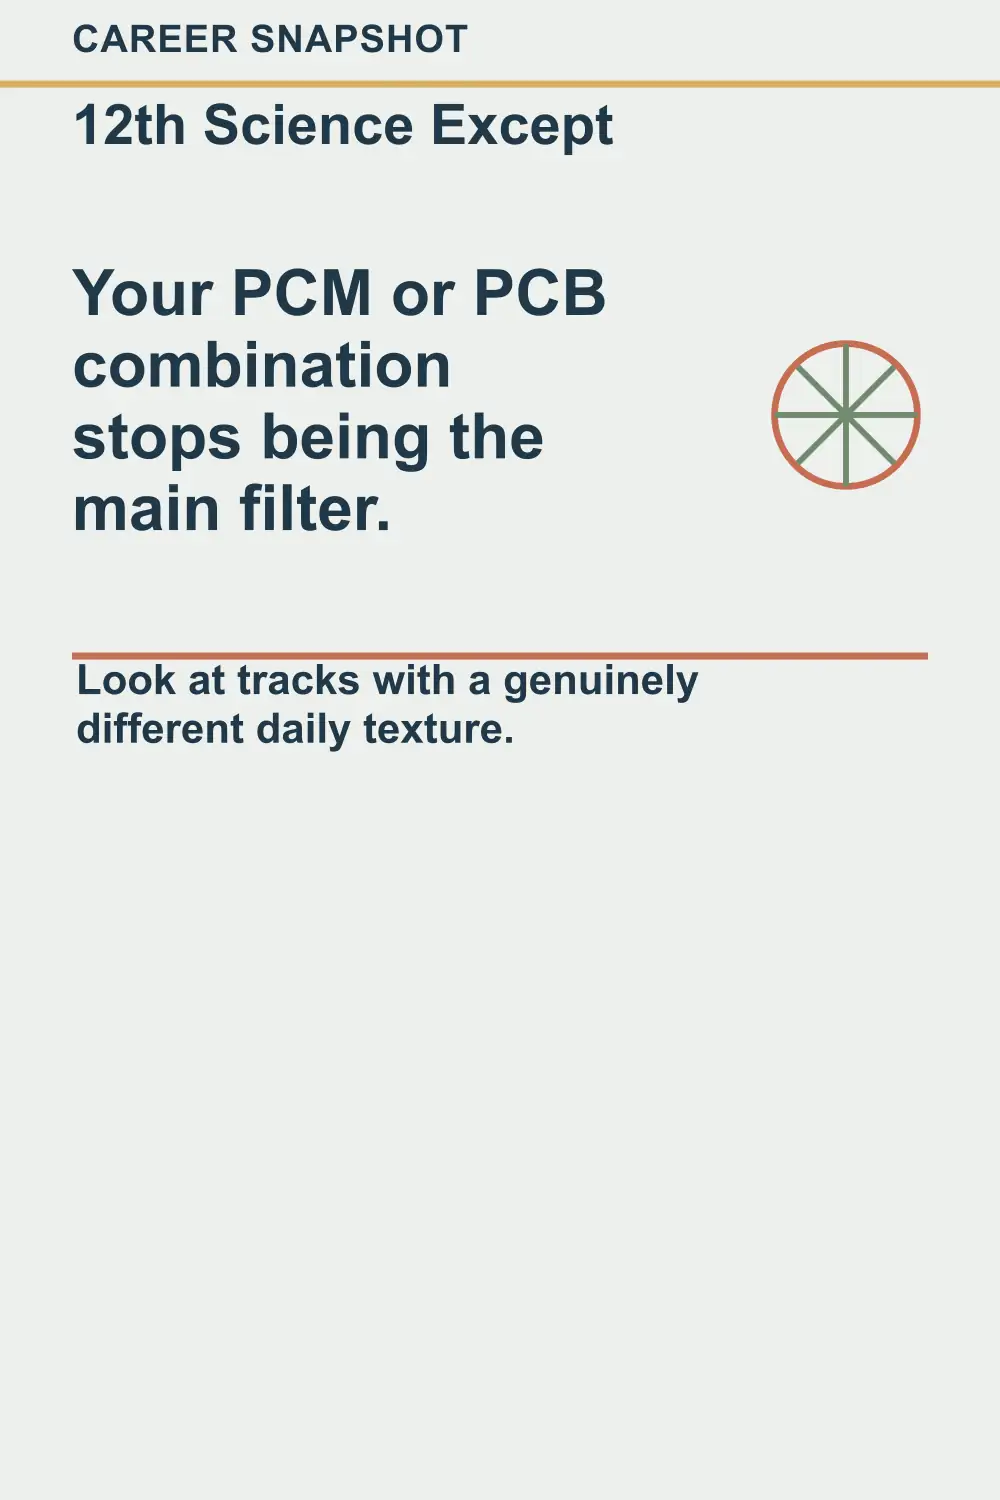 CAREER SNAPSHOT
12th Science Except
Your PCM or PCB
combination
stops being the
main filter.
Look at tracks with a genuinely
different daily texture.